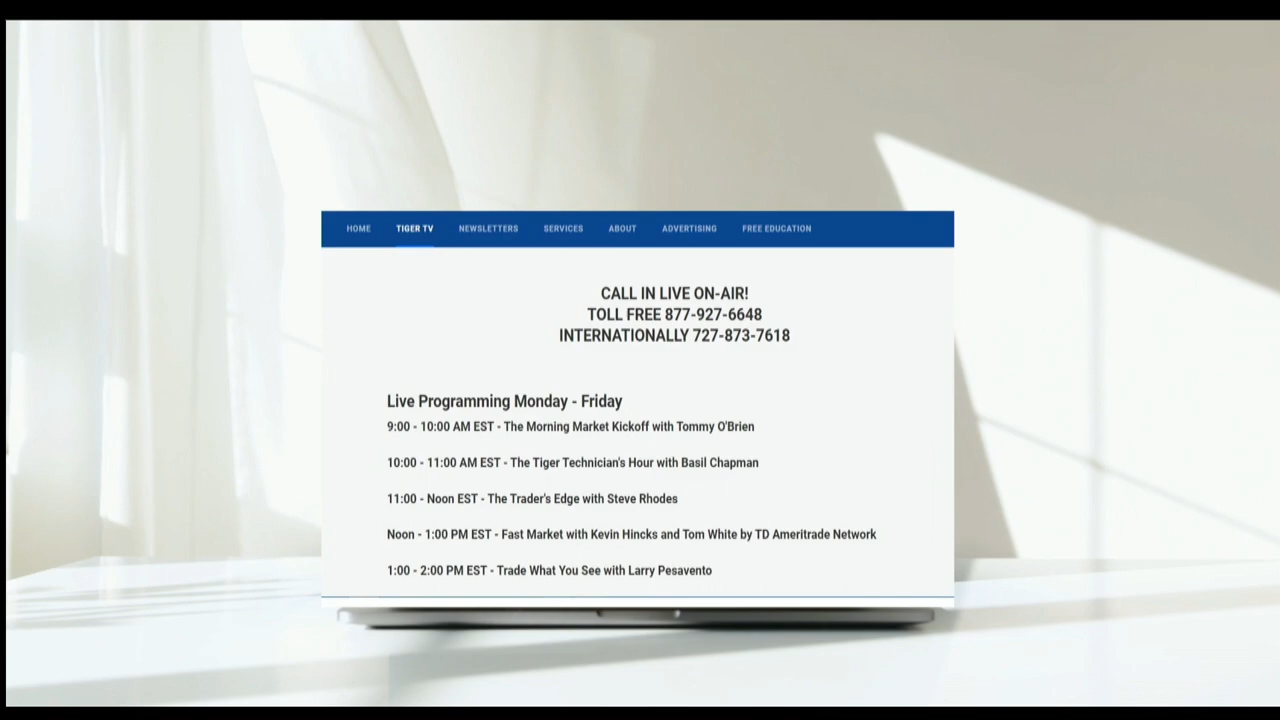 HOME TIGER TV NEWSLETTERS SERVICES ABOUT ADVERTISING FREE EDUCATION
CALL IN LIVE ON-AIR!
TOLL FREE 877-927-6648
INTERNATIONALLY 727-873-7618
Live Programming Monday - Friday
9:00 - 10:00 AM EST - The Morning Market Kickoff with Tommy O'Brien
10:00 - 11:00 AM EST - The Tiger Technician's Hour with Basil Chapman
11:00 - Noon EST - The Trader's Edge with Steve Rhodes
Noon - 1:00 PM EST - Fast Market with Kevin Hincks and Tom White by TD Ameritrade Network
1:00 - 2:00 PM EST - Trade What You See with Larry Pesavento